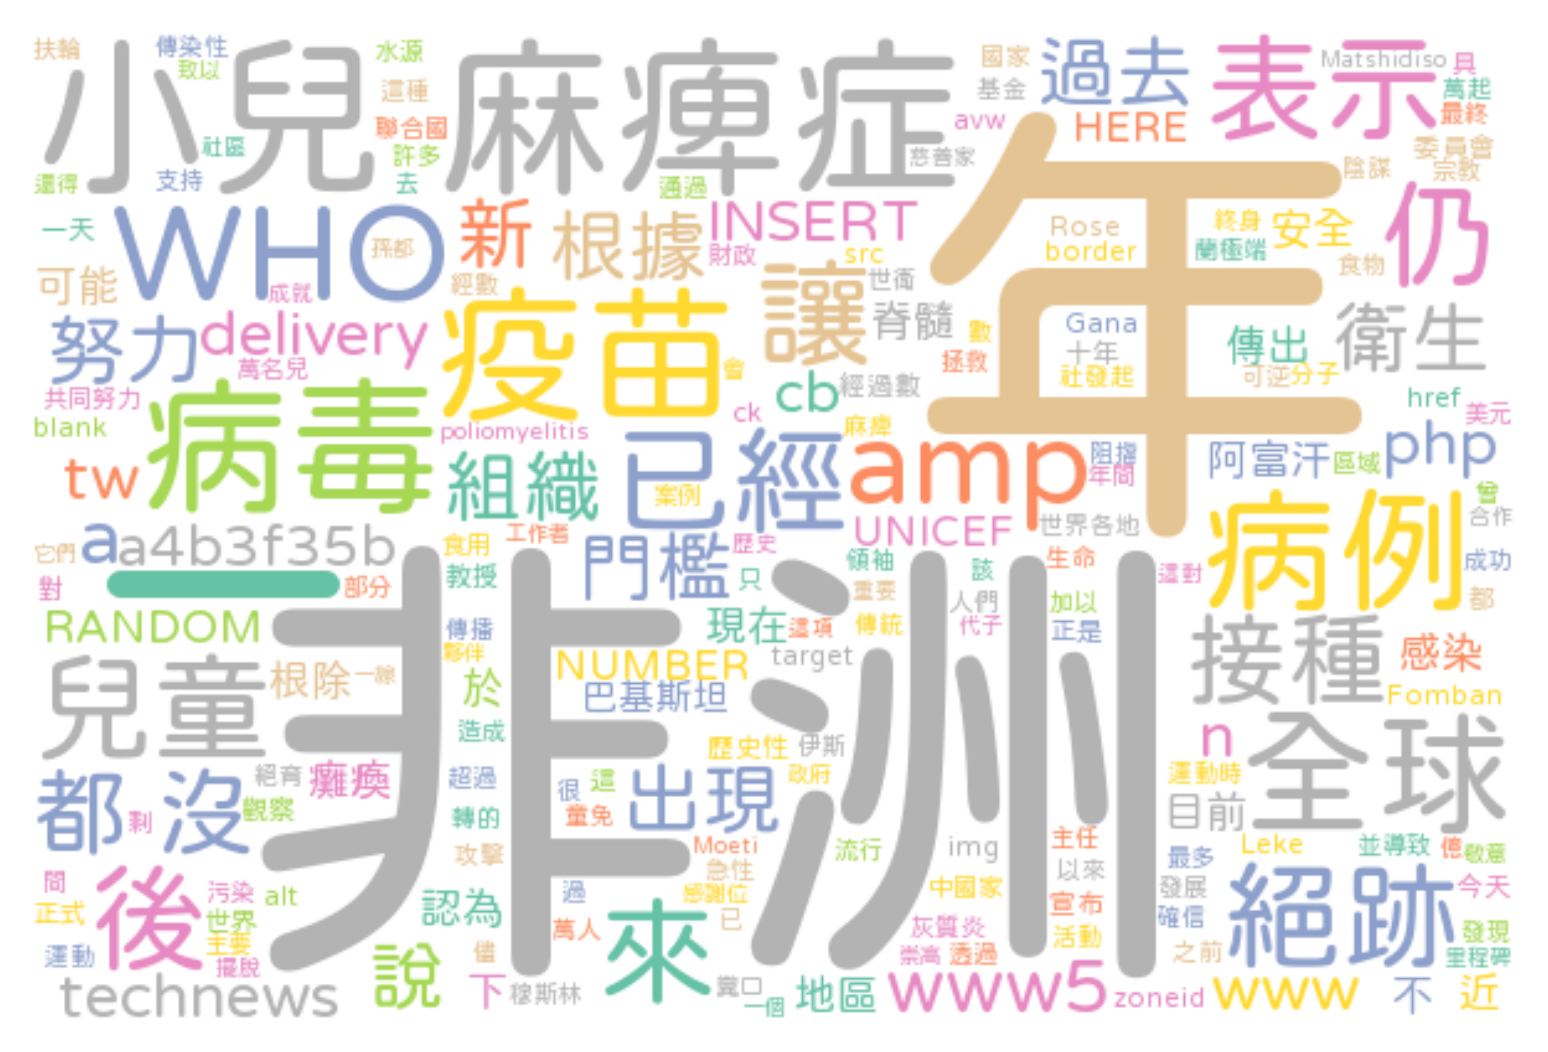 扶輪 傳染性 水源 國家 過去 表示 Matshidiso 具
小兒麻痺症 致以 這種 基金 萬起
聯合國 avw HERE 最終
社區 許多 慈善家 委員會
還得 支持 去 通過 陰謀 宗教
年
WHO 新 根據 INSERT Rose 終身 安全 仍
一天 孫都 財政 src border 蘭極端
可能 成就 經數 讓 世衛 食物
努力 delivery 疫苗 脊髓 數 Gana 傳出 衛生
萬名兒 會 拯救 十年
共同努力 病毒 cb 經過數 社發起 可逆 分子 href
blank poliomyelitis ck 麻痺 美元
tw 組織 已經 amp 阻擋 阿富汗 區域 php
案例 年間 病例 曾
a a4b3f35b 工作者 UNICEF 世界各地 合作
它們 食用 門檻 歷史 領袖 生命 成功
對 部分 教授 只 重要 該 這對 都
_
非洲
RANDOM 傳播 現在 這項 傳統 人們 加以
夥伴 代子 正是 接種 感染
兒童 根除 一線 於 NUMBER target
巴基斯坦 Fomban
造成 歷史性 伊斯 n 全球
都沒 絕育 癱瘓 超過 很 這 出現 政府 運動時
剩 觀察 轉的 童免 目前
攻擊 Moeti 流行 img 主任 Leke 並導致 億 敬意
間 後 污染 alt 急性 以來 最多 絕跡
過 感謝位 中國家 發展 今天
正式 世界 認為 來 已 宣布 確信
主要 萬人 灰質炎 活動 發現
運動 擺脫 說 儘 崇高 透過 之前 里程碑
technews 下 穆斯林 糞口 一個 地區 www5 zoneid www 不 近